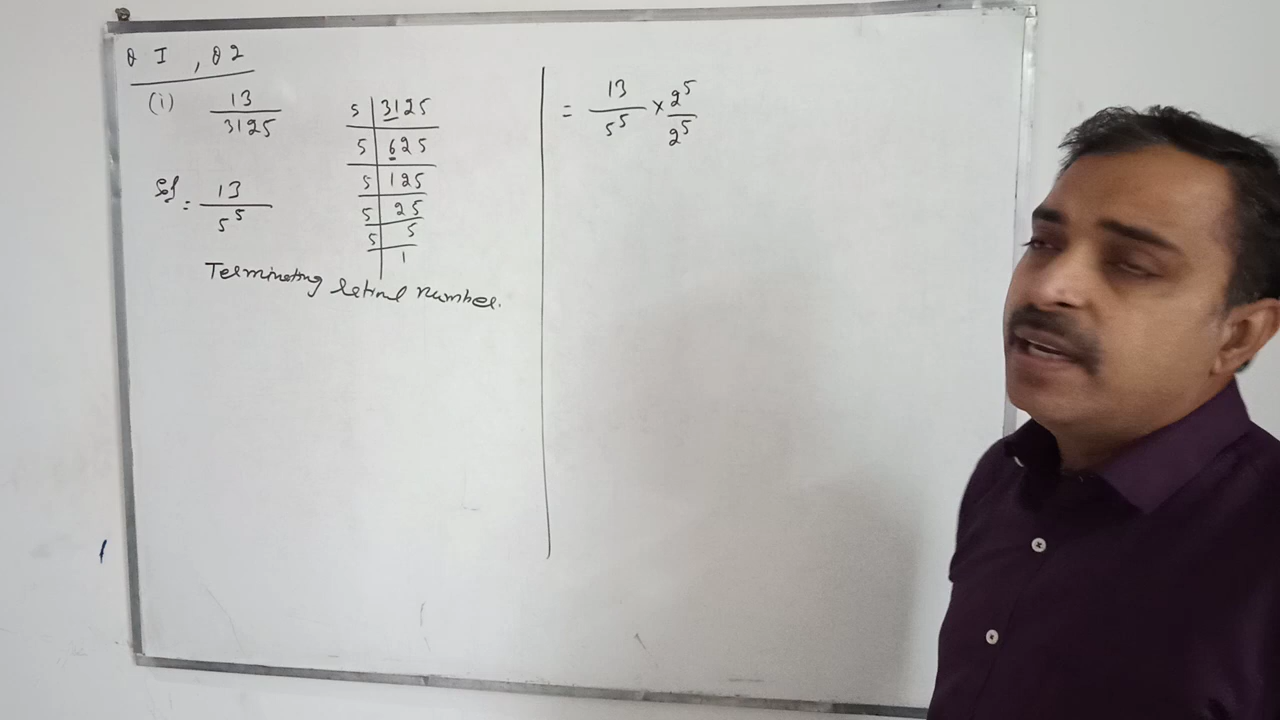 Q I , Q2
(i) 13/3125
5 | 3125
5 | 625
5 | 125
5 | 25
5 | 5
1
Sol = 13/5⁵
Terminating number.
= 13/5⁵ × 2⁵/2⁵